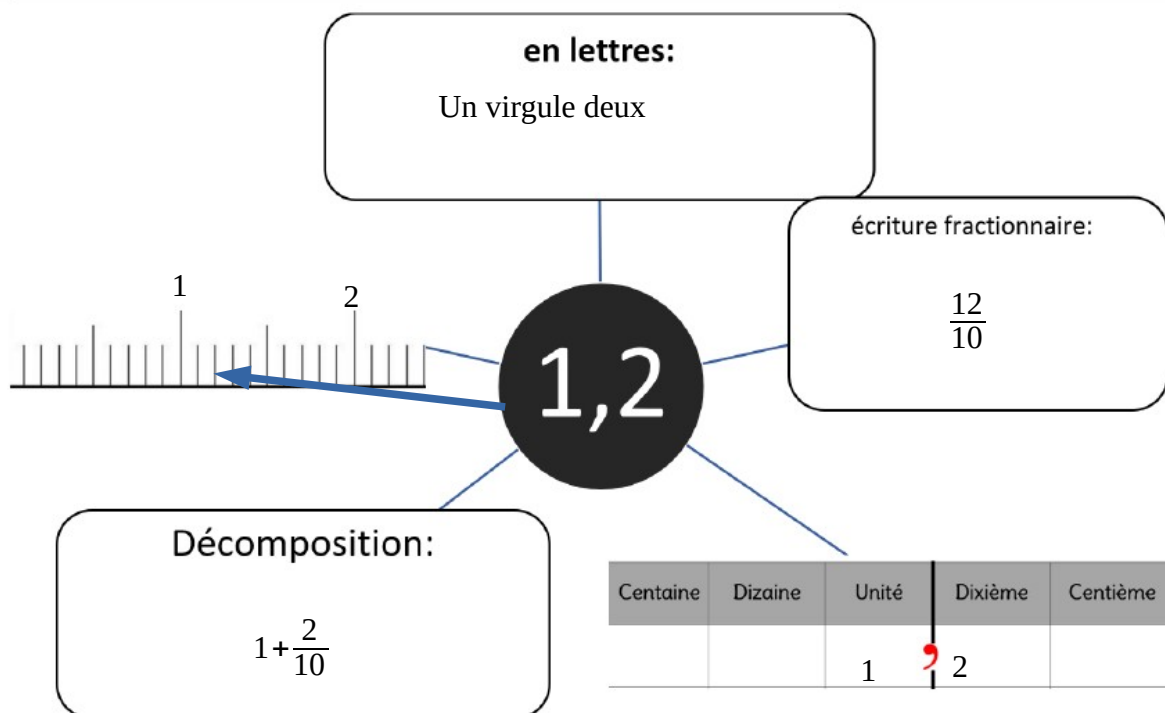 en lettres:
Un virgule deux
écriture fractionnaire:
12
10
1 2
1,2
Décomposition:
1+2/10
Centaine Dizaine Unité Dixième Centième
1 , 2